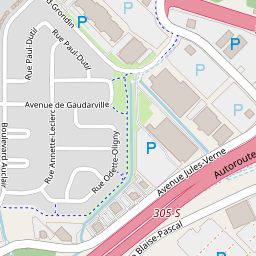 d-Grondin
P
P
Rue Paul-Dutil
Rue Paul-Dutil
P
Avenue de Gaudarville
Rue Annette-Leclerc
Boulevard Auclair
Rue Odette-Oligny
P
P
Avenue Jules-Verne
Autoroute
305 S
Blaise-Pascal